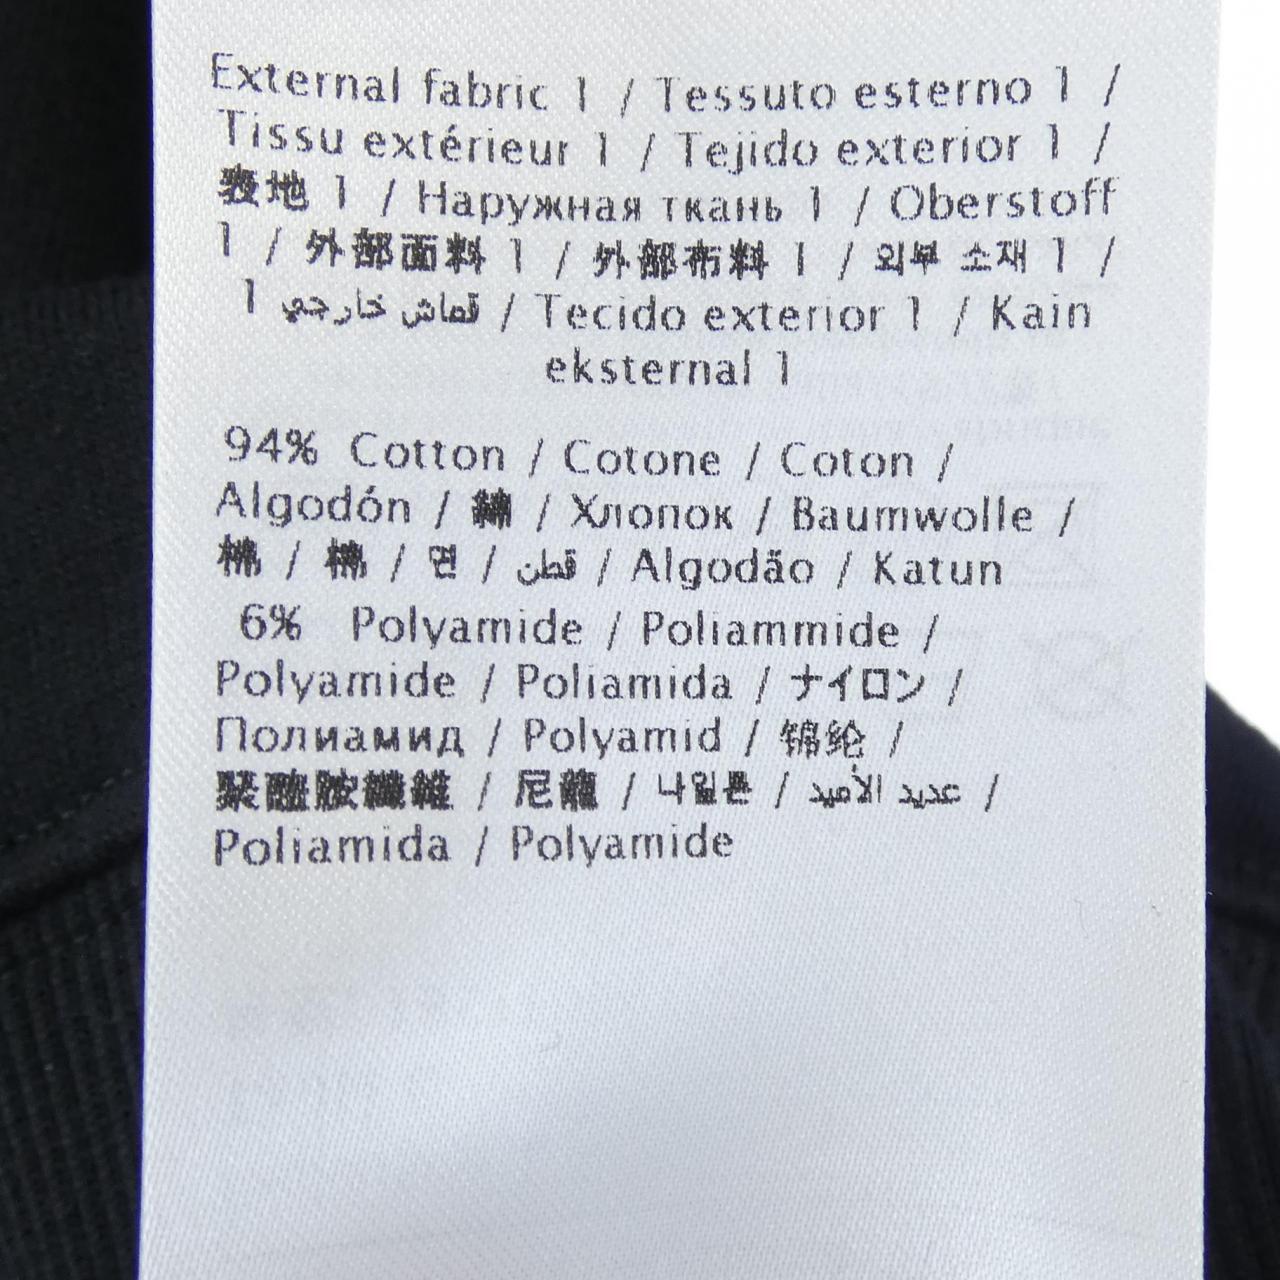 External fabric 1 / Tessuto esterno 1 /
Tissu extérieur 1 / Tejido exterior 1 /
表地 1 / Наружная ткань 1 / Oberstoff
1 / 外部面料 1 / 外部布料 1 / 외부 소재 1 /
قماش خارجي 1 / Tecido exterior 1 / Kain
eksternal 1
94% Cotton / Cotone / Coton /
Algodón / 綿 / Хлопок / Baumwolle /
棉 / 棉 / 면 / قطن / Algodão / Katun
6% Polyamide / Poliammide /
Polyamide / Poliamida / ナイロン /
Полиамид / Polyamid / 锦纶 /
聚醯胺纖維 / 尼龍 / 나일론 / عديد الأميد /
Poliamida / Polyamide